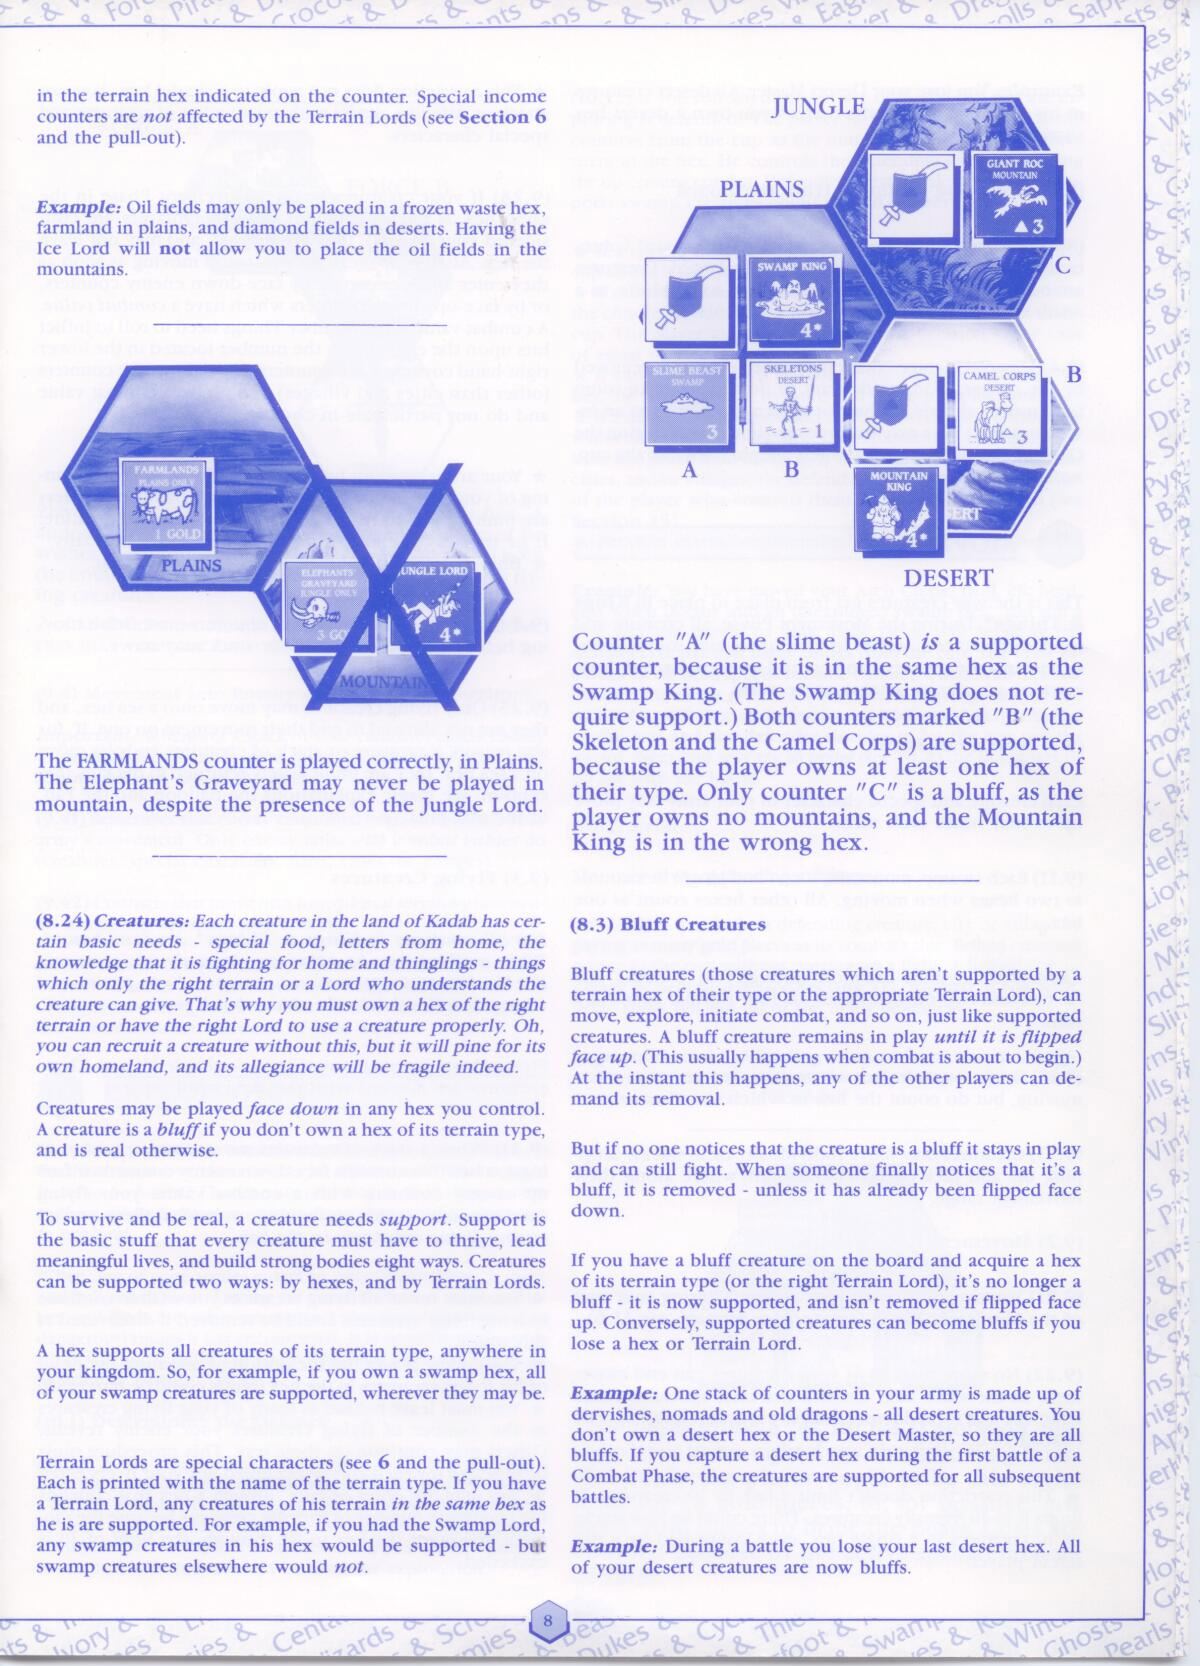 in the terrain hex indicated on the counter. Special income
counters are not affected by the Terrain Lords (see Section 6
and the pull-out).
Example: Oil fields may only be placed in a frozen waste hex,
farmland in plains, and diamond fields in deserts. Having the
Ice Lord will not allow you to place the oil fields in the
mountains.
FARMLANDS
PLAINS ONLY
1 GOLD
PLAINS
ELEPHANTS'
GRAVEYARD
JUNGLE ONLY
3 GO
UNGLE LORD
4*
MOUNTAIN
The FARMLANDS counter is played correctly, in Plains.
The Elephant's Graveyard may never be played in
mountain, despite the presence of the Jungle Lord.
(8.24) Creatures: Each creature in the land of Kadab has cer-
tain basic needs - special food, letters from home, the
knowledge that it is fighting for home and thinglings - things
which only the right terrain or a Lord who understands the
creature can give. That's why you must own a hex of the right
terrain or have the right Lord to use a creature properly. Oh,
you can recruit a creature without this, but it will pine for its
own homeland, and its allegiance will be fragile indeed.
Creatures may be played face down in any hex you control.
A creature is a bluff if you don't own a hex of its terrain type,
and is real otherwise.
To survive and be real, a creature needs support. Support is
the basic stuff that every creature must have to thrive, lead
meaningful lives, and build strong bodies eight ways. Creatures
can be supported two ways: by hexes, and by Terrain Lords.
A hex supports all creatures of its terrain type, anywhere in
your kingdom. So, for example, if you own a swamp hex, all
of your swamp creatures are supported, wherever they may be.
Terrain Lords are special characters (see 6 and the pull-out).
Each is printed with the name of the terrain type. If you have
a Terrain Lord, any creatures of his terrain in the same hex as
he is are supported. For example, if you had the Swamp Lord,
any swamp creatures in his hex would be supported - but
swamp creatures elsewhere would not.
JUNGLE
GIANT ROC
MOUNTAIN
3
C
PLAINS
SWAMP KING
4*
SLIME BEAST
SWAMP
3
SKELETONS
DESERT
1
A
B
CAMEL CORPS
DESERT
3
B
MOUNTAIN
KING
4*
ERT
DESERT
Counter "A" (the slime beast) is a supported
counter, because it is in the same hex as the
Swamp King. (The Swamp King does not re-
quire support.) Both counters marked "B" (the
Skeleton and the Camel Corps) are supported,
because the player owns at least one hex of
their type. Only counter "C" is a bluff, as the
player owns no mountains, and the Mountain
King is in the wrong hex.
(8.3) Bluff Creatures
Bluff creatures (those creatures which aren't supported by a
terrain hex of their type or the appropriate Terrain Lord), can
move, explore, initiate combat, and so on, just like supported
creatures. A bluff creature remains in play until it is flipped
face up. (This usually happens when combat is about to begin.)
At the instant this happens, any of the other players can de-
mand its removal.
But if no one notices that the creature is a bluff it stays in play
and can still fight. When someone finally notices that it's a
bluff, it is removed - unless it has already been flipped face
down.
If you have a bluff creature on the board and acquire a hex
of its terrain type (or the right Terrain Lord), it's no longer a
bluff - it is now supported, and isn't removed if flipped face
up. Conversely, supported creatures can become bluffs if you
lose a hex or Terrain Lord.
Example: One stack of counters in your army is made up of
dervishes, nomads and old dragons - all desert creatures. You
don't own a desert hex or the Desert Master, so they are all
bluffs. If you capture a desert hex during the first battle of a
Combat Phase, the creatures are supported for all subsequent
battles.
Example: During a battle you lose your last desert hex. All
of your desert creatures are now bluffs.
8